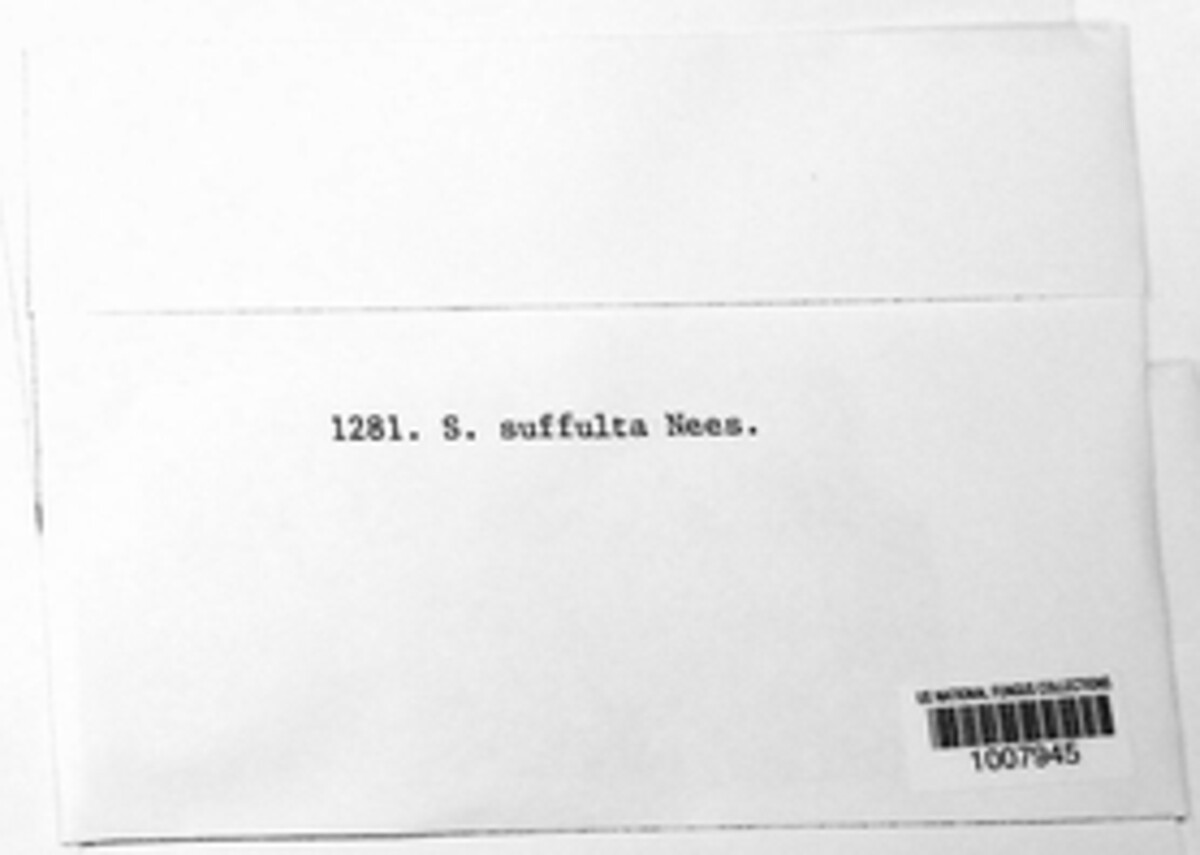 1281. S. suffulta Nees.
US NATIONAL FUNGUS COLLECTIONS
1007945